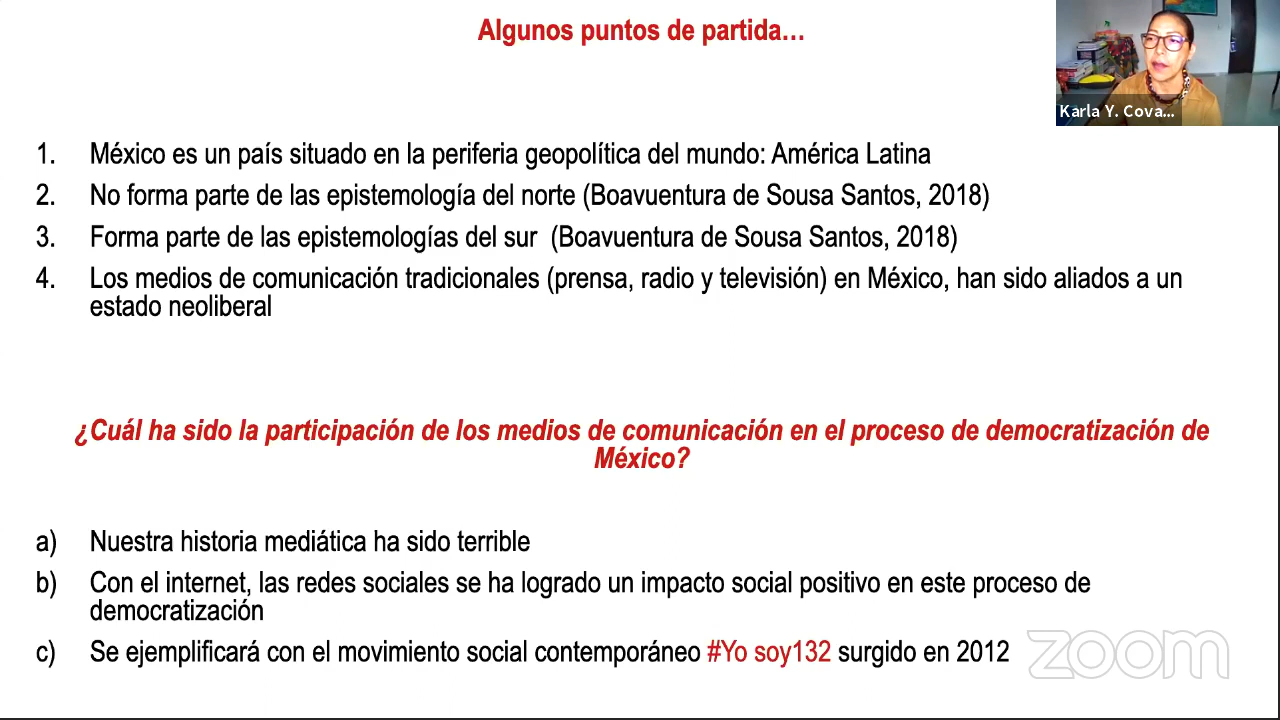 Algunos puntos de partida…
Karla Y. Cova...
1. México es un país situado en la periferia geopolítica del mundo: América Latina
2. No forma parte de las epistemología del norte (Boavuentura de Sousa Santos, 2018)
3. Forma parte de las epistemologías del sur (Boavuentura de Sousa Santos, 2018)
4. Los medios de comunicación tradicionales (prensa, radio y televisión) en México, han sido aliados a un
estado neoliberal
¿Cuál ha sido la participación de los medios de comunicación en el proceso de democratización de
México?
a) Nuestra historia mediática ha sido terrible
b) Con el internet, las redes sociales se ha logrado un impacto social positivo en este proceso de
democratización
c) Se ejemplificará con el movimiento social contemporáneo #Yo soy132 surgido en 2012
zoom